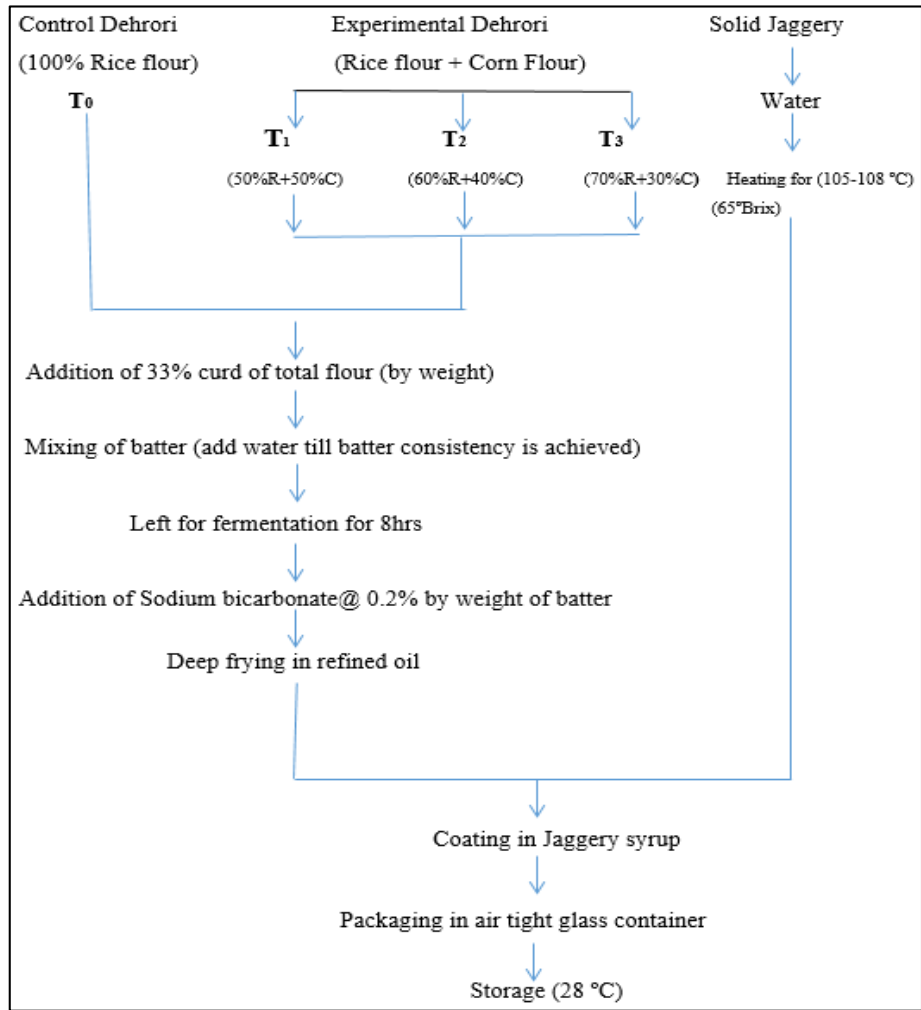 Control Dehrori
(100% Rice flour)
T0
Experimental Dehrori
(Rice flour + Corn Flour)
T1
T2
T3
(50%R+50%C)
(60%R+40%C)
(70%R+30%C)
Solid Jaggery
Water
Heating for (105-108 ºC)
(65ºBrix)
Addition of 33% curd of total flour (by weight)
Mixing of batter (add water till batter consistency is achieved)
Left for fermentation for 8hrs
Addition of Sodium bicarbonate@ 0.2% by weight of batter
Deep frying in refined oil
Coating in Jaggery syrup
Packaging in air tight glass container
Storage (28 ºC)